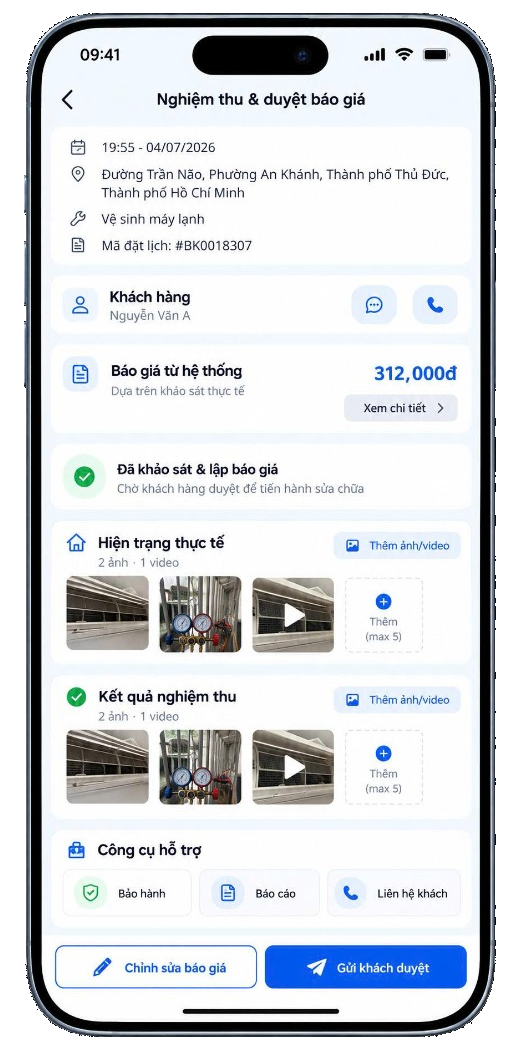 09:41
Nghiệm thu & duyệt báo giá
19:55 - 04/07/2026
Đường Trần Não, Phường An Khánh, Thành phố Thủ Đức,
Thành phố Hồ Chí Minh
Vệ sinh máy lạnh
Mã đặt lịch: #BK0018307
Khách hàng
Nguyễn Văn A
Báo giá từ hệ thống
312,000đ
Dựa trên khảo sát thực tế
Xem chi tiết
Đã khảo sát & lập báo giá
Chờ khách hàng duyệt để tiến hành sửa chữa
Hiện trạng thực tế
Thêm ảnh/video
2 ảnh · 1 video
Thêm
(max 5)
Kết quả nghiệm thu
Thêm ảnh/video
2 ảnh · 1 video
Thêm
(max 5)
Công cụ hỗ trợ
Bảo hành
Báo cáo
Liên hệ khách
Chỉnh sửa báo giá
Gửi khách duyệt